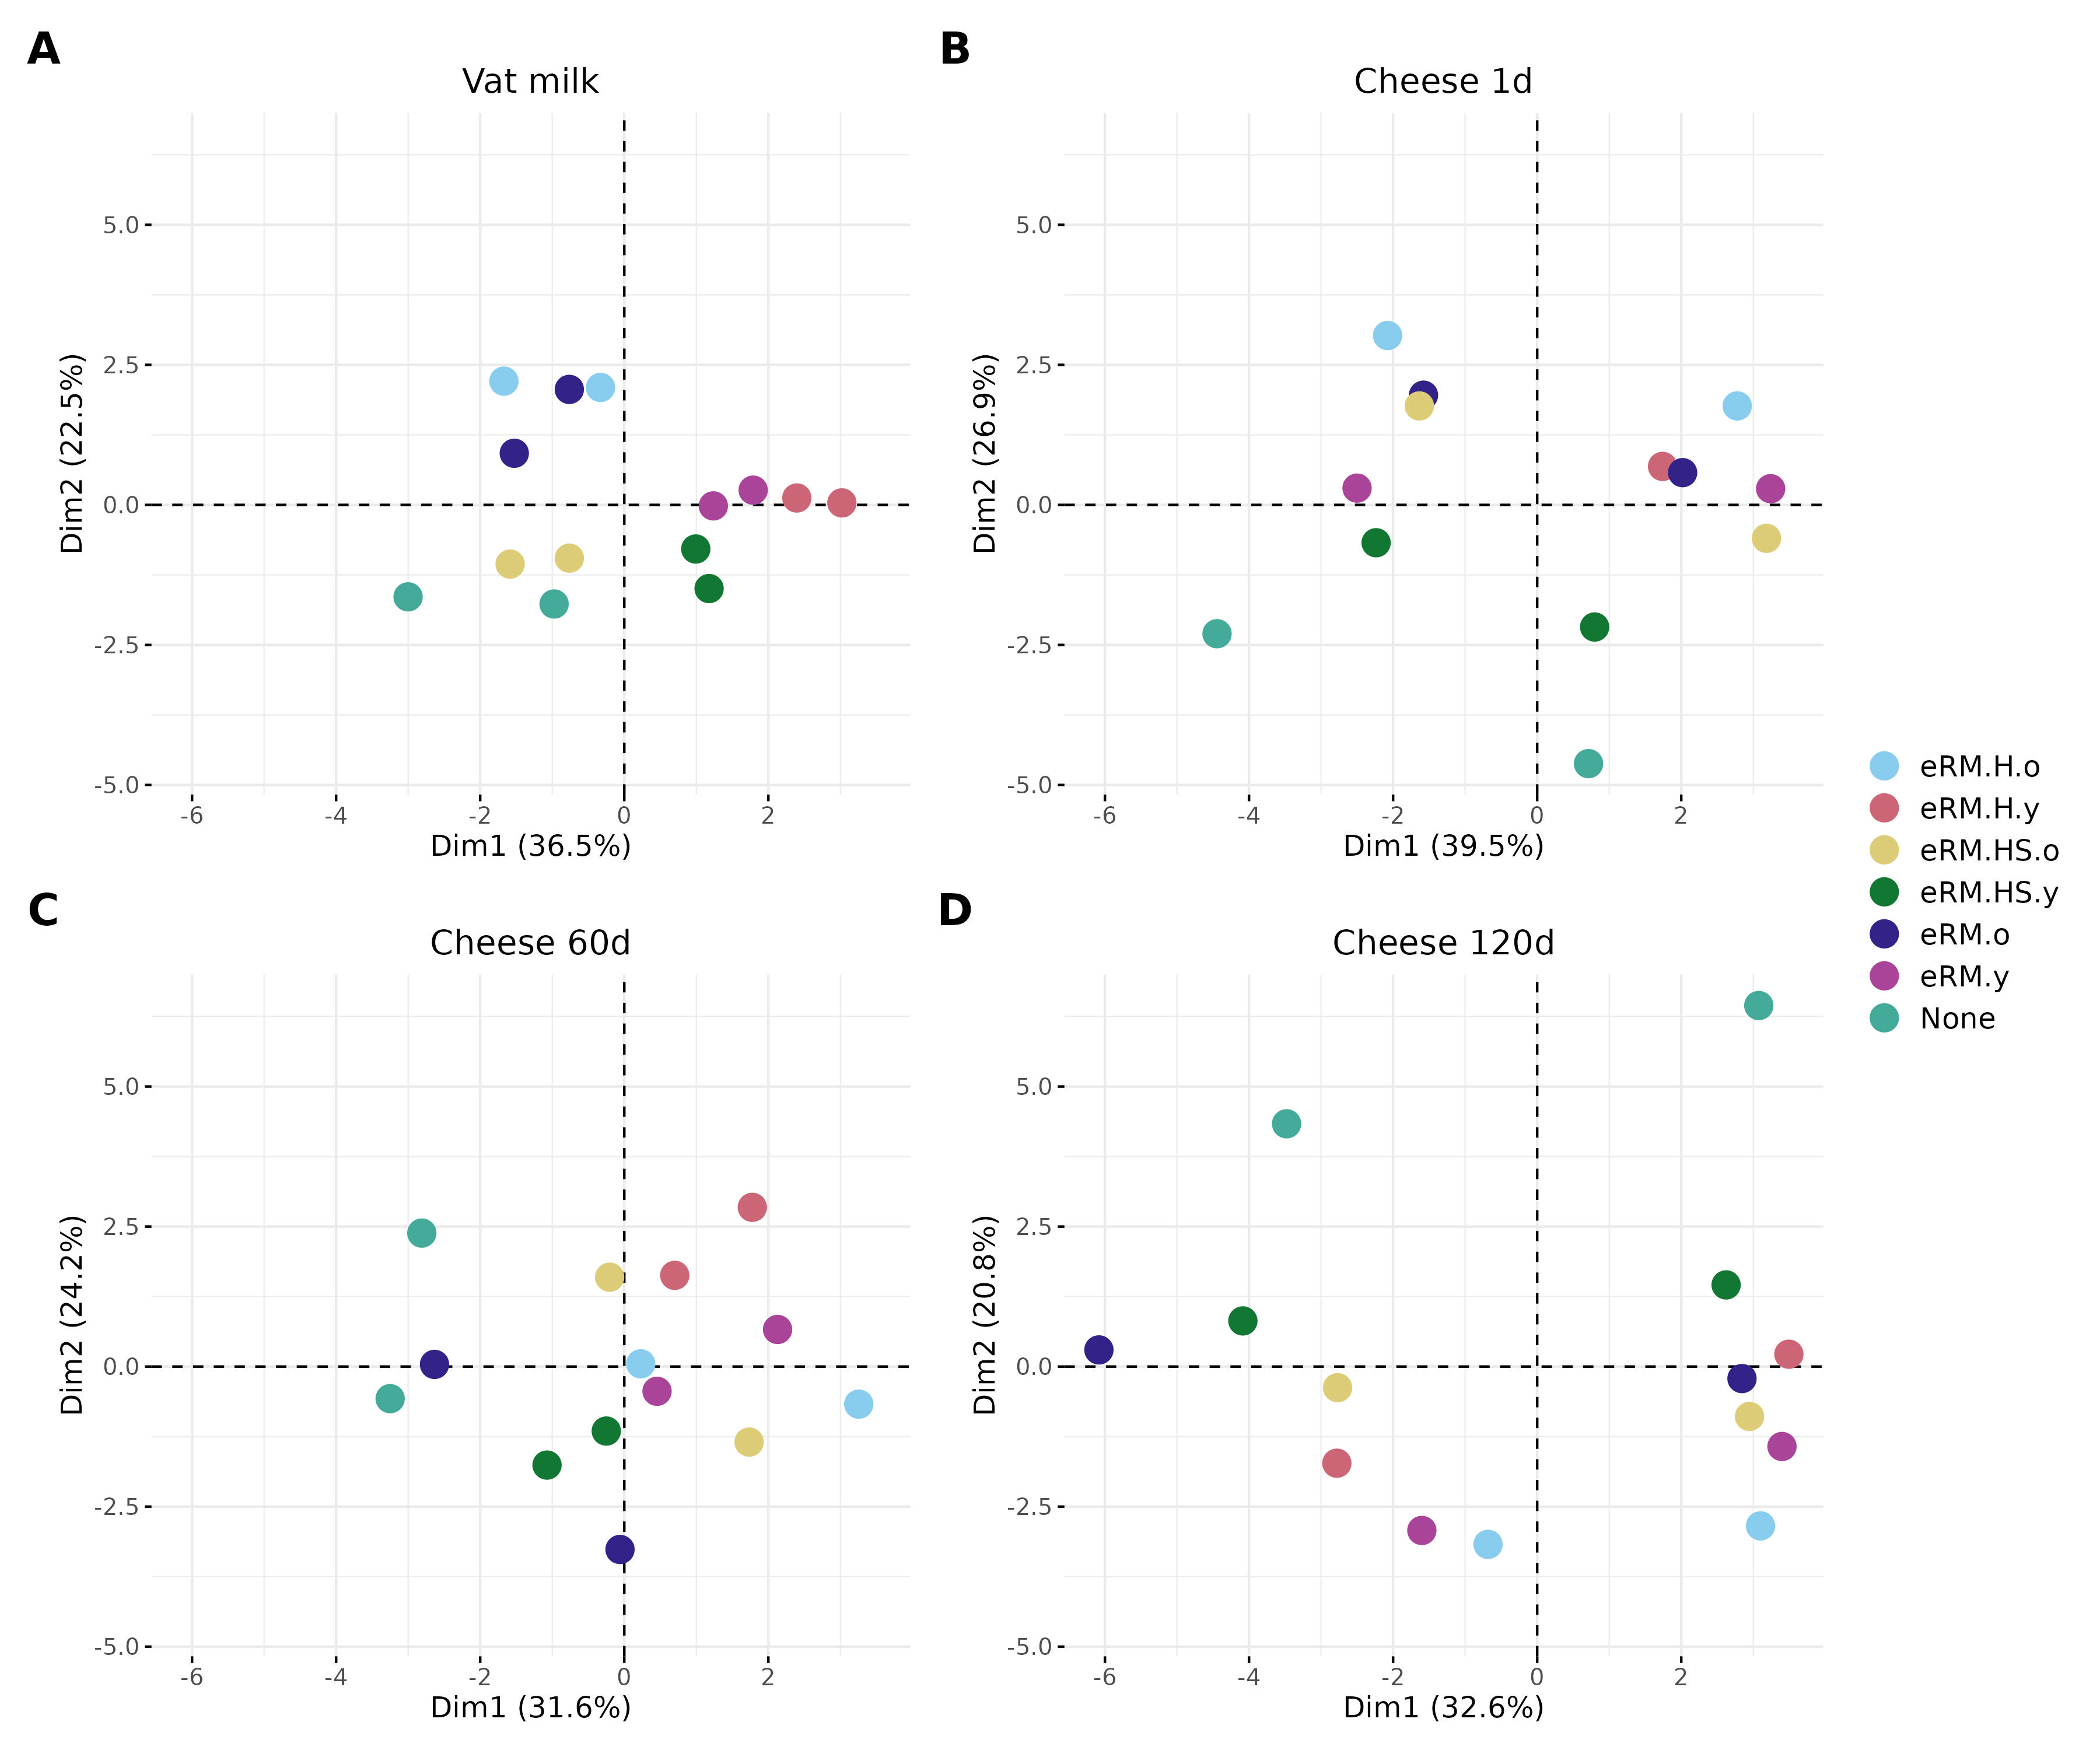 A
Vat milk
Dim2 (22.5%)
5.0
2.5
0.0
-2.5
-5.0
-6 -4 -2 0 2
Dim1 (36.5%)
B
Cheese 1d
Dim2 (26.9%)
5.0
2.5
0.0
-2.5
-5.0
-6 -4 -2 0 2
Dim1 (39.5%)
C
Cheese 60d
Dim2 (24.2%)
5.0
2.5
0.0
-2.5
-5.0
-6 -4 -2 0 2
Dim1 (31.6%)
D
Cheese 120d
Dim2 (20.8%)
5.0
2.5
0.0
-2.5
-5.0
-6 -4 -2 0 2
Dim1 (32.6%)
eRM.H.o
eRM.H.y
eRM.HS.o
eRM.HS.y
eRM.o
eRM.y
None